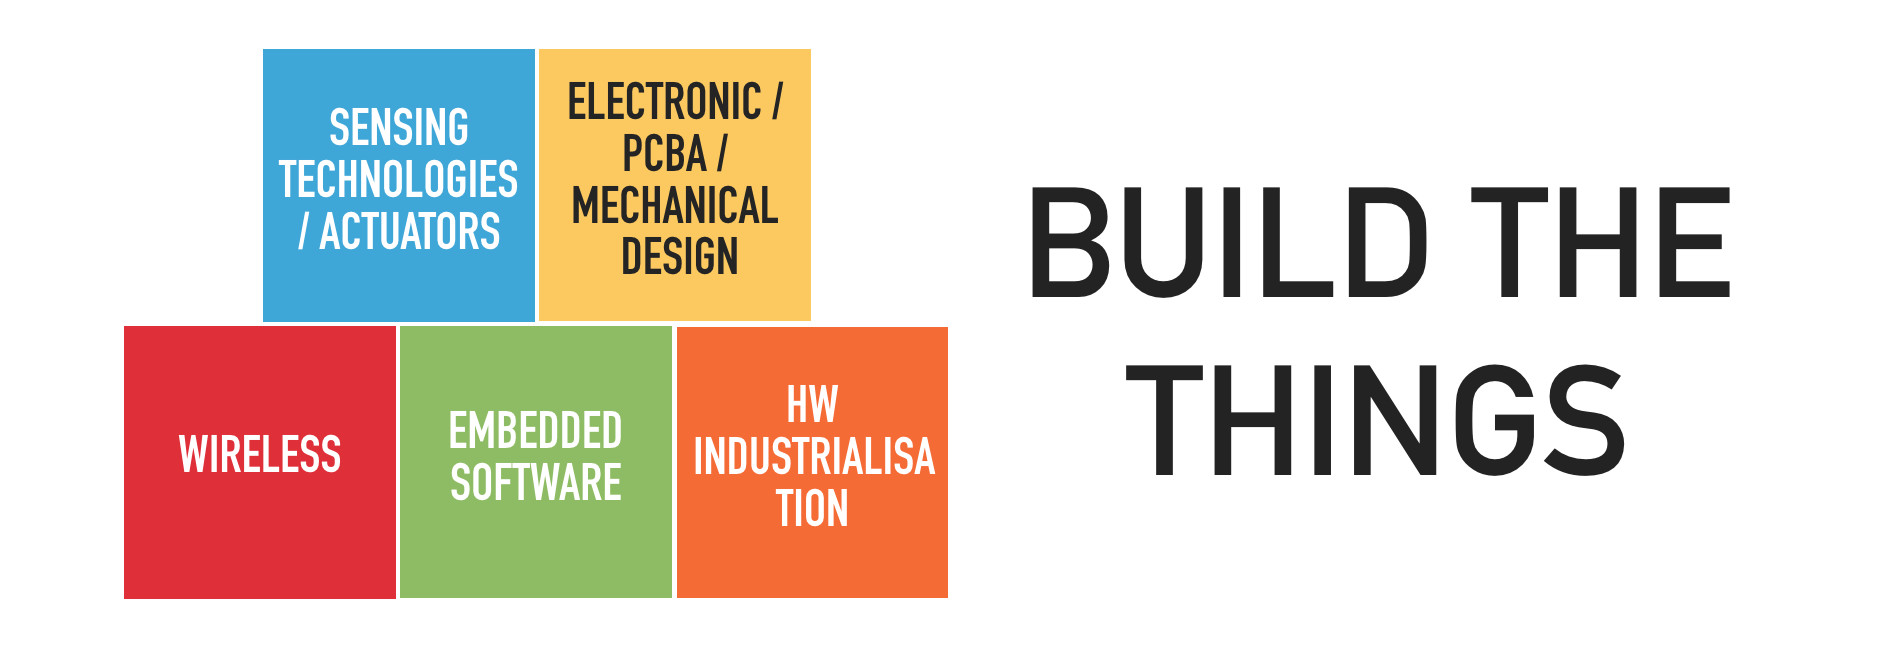 SENSING
TECHNOLOGIES
/ ACTUATORS
ELECTRONIC /
PCBA /
MECHANICAL
DESIGN
WIRELESS
EMBEDDED
SOFTWARE
HW
INDUSTRIALISA
TION
BUILD THE
THINGS